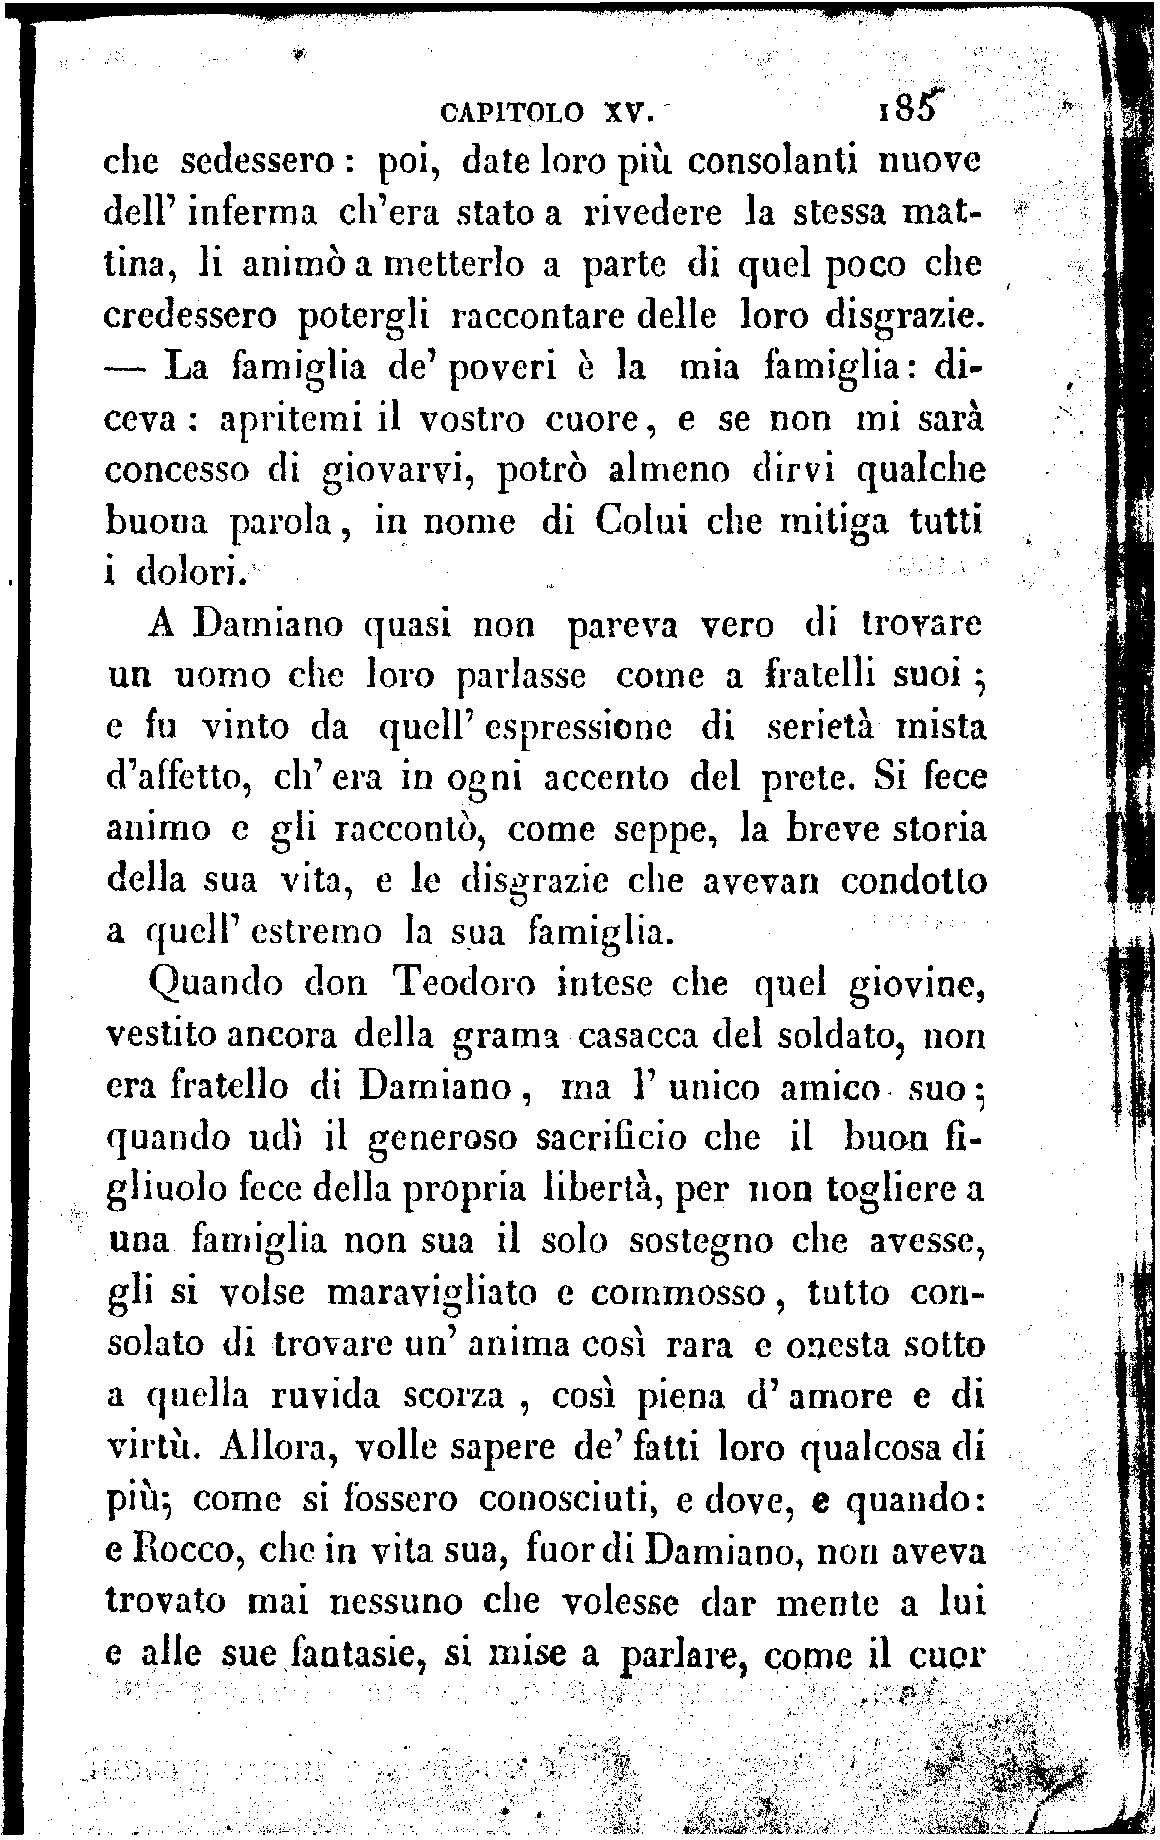 CAPITOLO XV. 185
che sedessero : poi, date loro più consolanti nuove
dell' inferma ch'era stato a rivedere la stessa mat-
tina, li animò a metterlo a parte di quel poco che
credessero potergli raccontare delle loro disgrazie.
— La famiglia de' poveri è la mia famiglia: di-
ceva : apritemi il vostro cuore, e se non mi sarà
concesso di giovarvi, potrò almeno dirvi qualche
buona parola, in nome di Colui che mitiga tutti
i dolori.
A Damiano quasi non pareva vero di trovare
un uomo che loro parlasse come a fratelli suoi ;
e fu vinto da quell' espressione di serietà mista
d'affetto, ch' era in ogni accento del prete. Si fece
animo e gli raccontò, come seppe, la breve storia
della sua vita, e le disgrazie che avevan condotto
a quell' estremo la sua famiglia.
Quando don Teodoro intese che quel giovine,
vestito ancora della grama casacca del soldato, non
era fratello di Damiano, ma l' unico amico suo;
quando udì il generoso sacrificio che il buon fi-
gliuolo fece della propria libertà, per non togliere a
una famiglia non sua il solo sostegno che avesse,
gli si volse maravigliato e commosso, tutto con-
solato di trovare un' anima così rara e onesta sotto
a quella ruvida scorza , così piena d' amore e di
virtù. Allora, volle sapere de' fatti loro qualcosa di
più; come si fossero conosciuti, e dove, e quando:
e Rocco, che in vita sua, fuor di Damiano, non aveva
trovato mai nessuno che volesse dar mente a lui
e alle sue fantasie, si mise a parlare, come il cuor